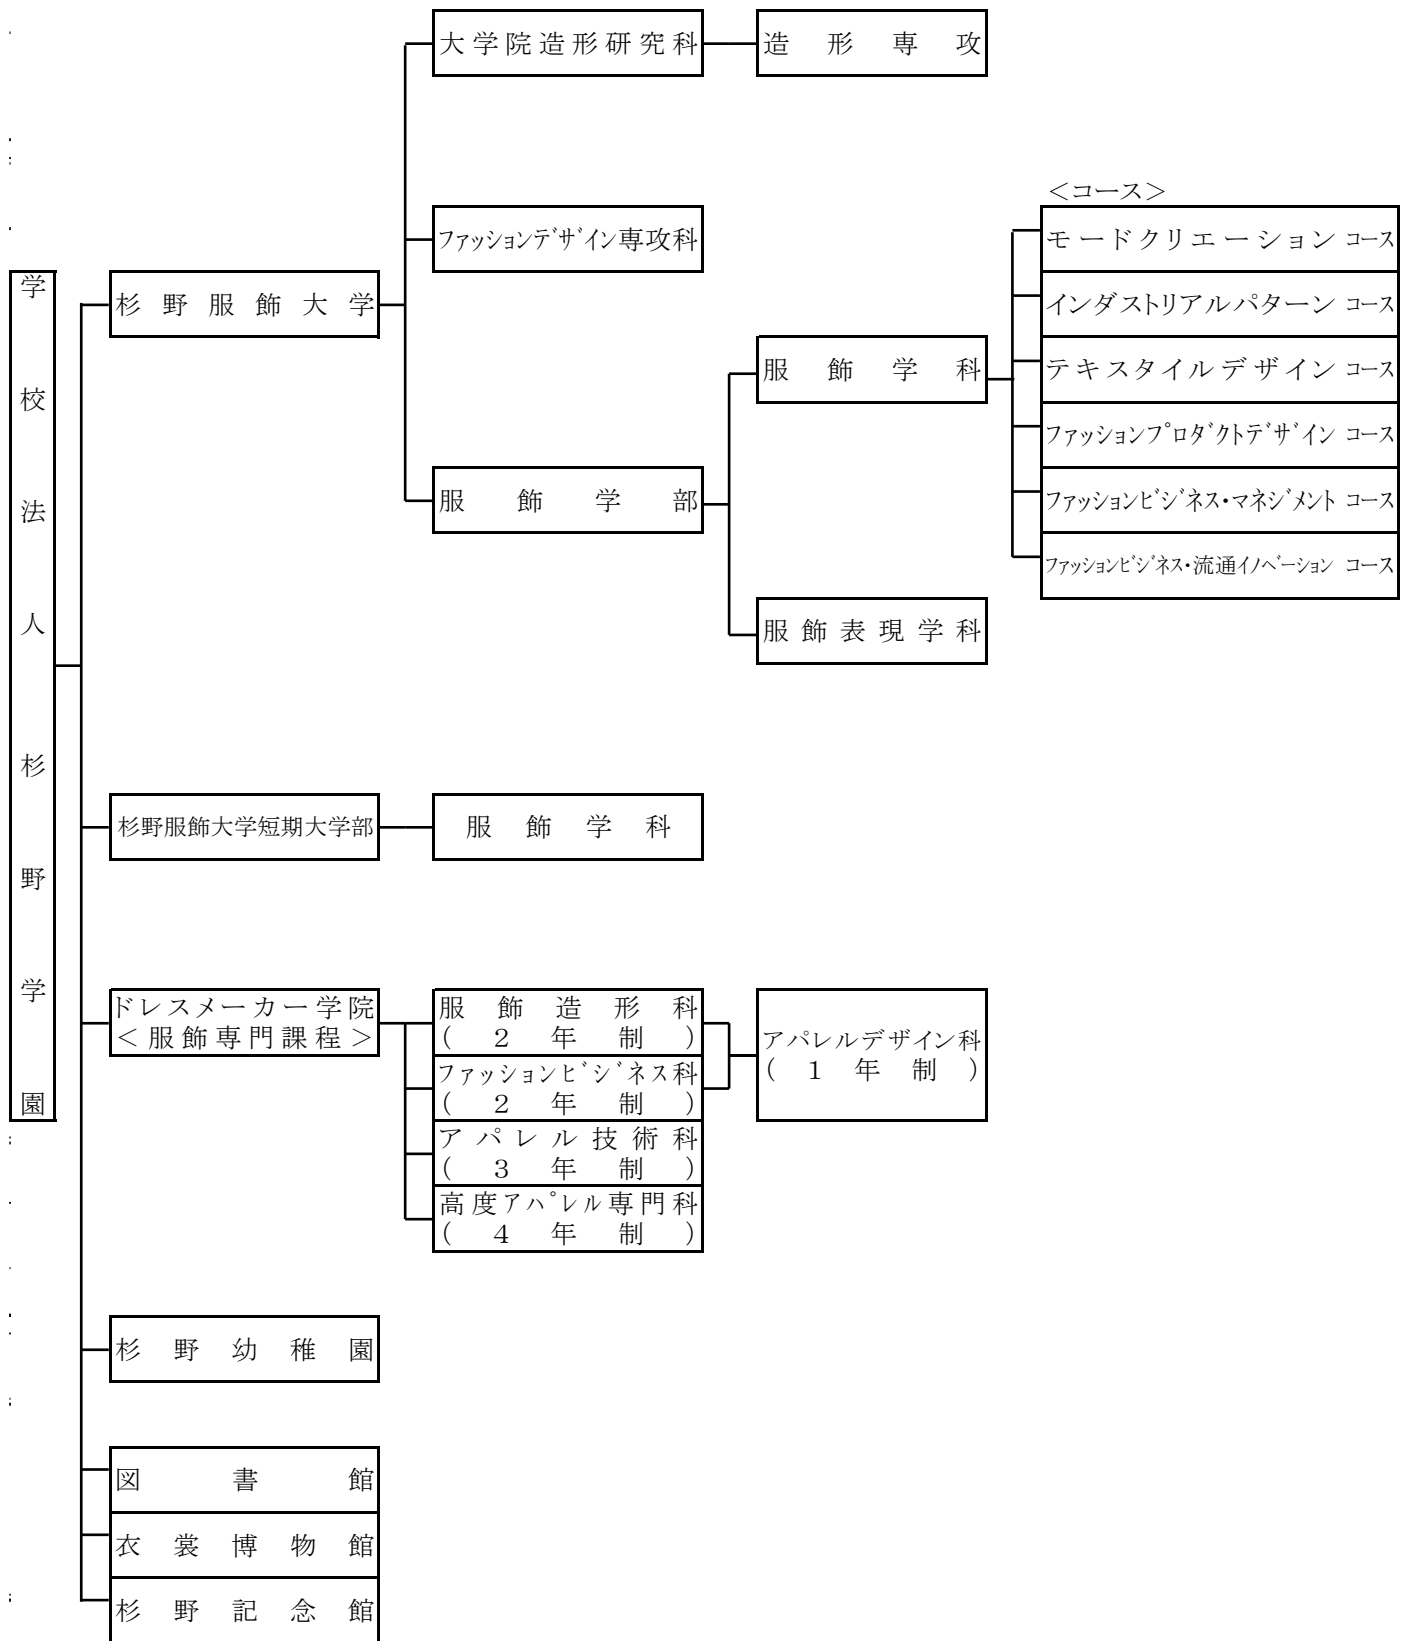 学校法人杉野学園
杉野服飾大学
大学院造形研究科
造形専攻
ファッションデザイン専攻科
服飾学部
服飾学科
<コース>
モードクリエーション コース
インダストリアルパターン コース
テキスタイルデザイン コース
ファッションプロダクトデザイン コース
ファッションビジネス・マネジメント コース
ファッションビジネス・流通イノベーション コース
服飾表現学科
杉野服飾大学短期大学部
服飾学科
ドレスメーカー学院
<服飾専門課程>
服飾造形科
(2年制)
ファッションビジネス科
(2年制)
アパレル技術科
(3年制)
高度アパレル専門科
(4年制)
アパレルデザイン科
(1年制)
杉野幼稚園
図書館
衣裳博物館
杉野記念館